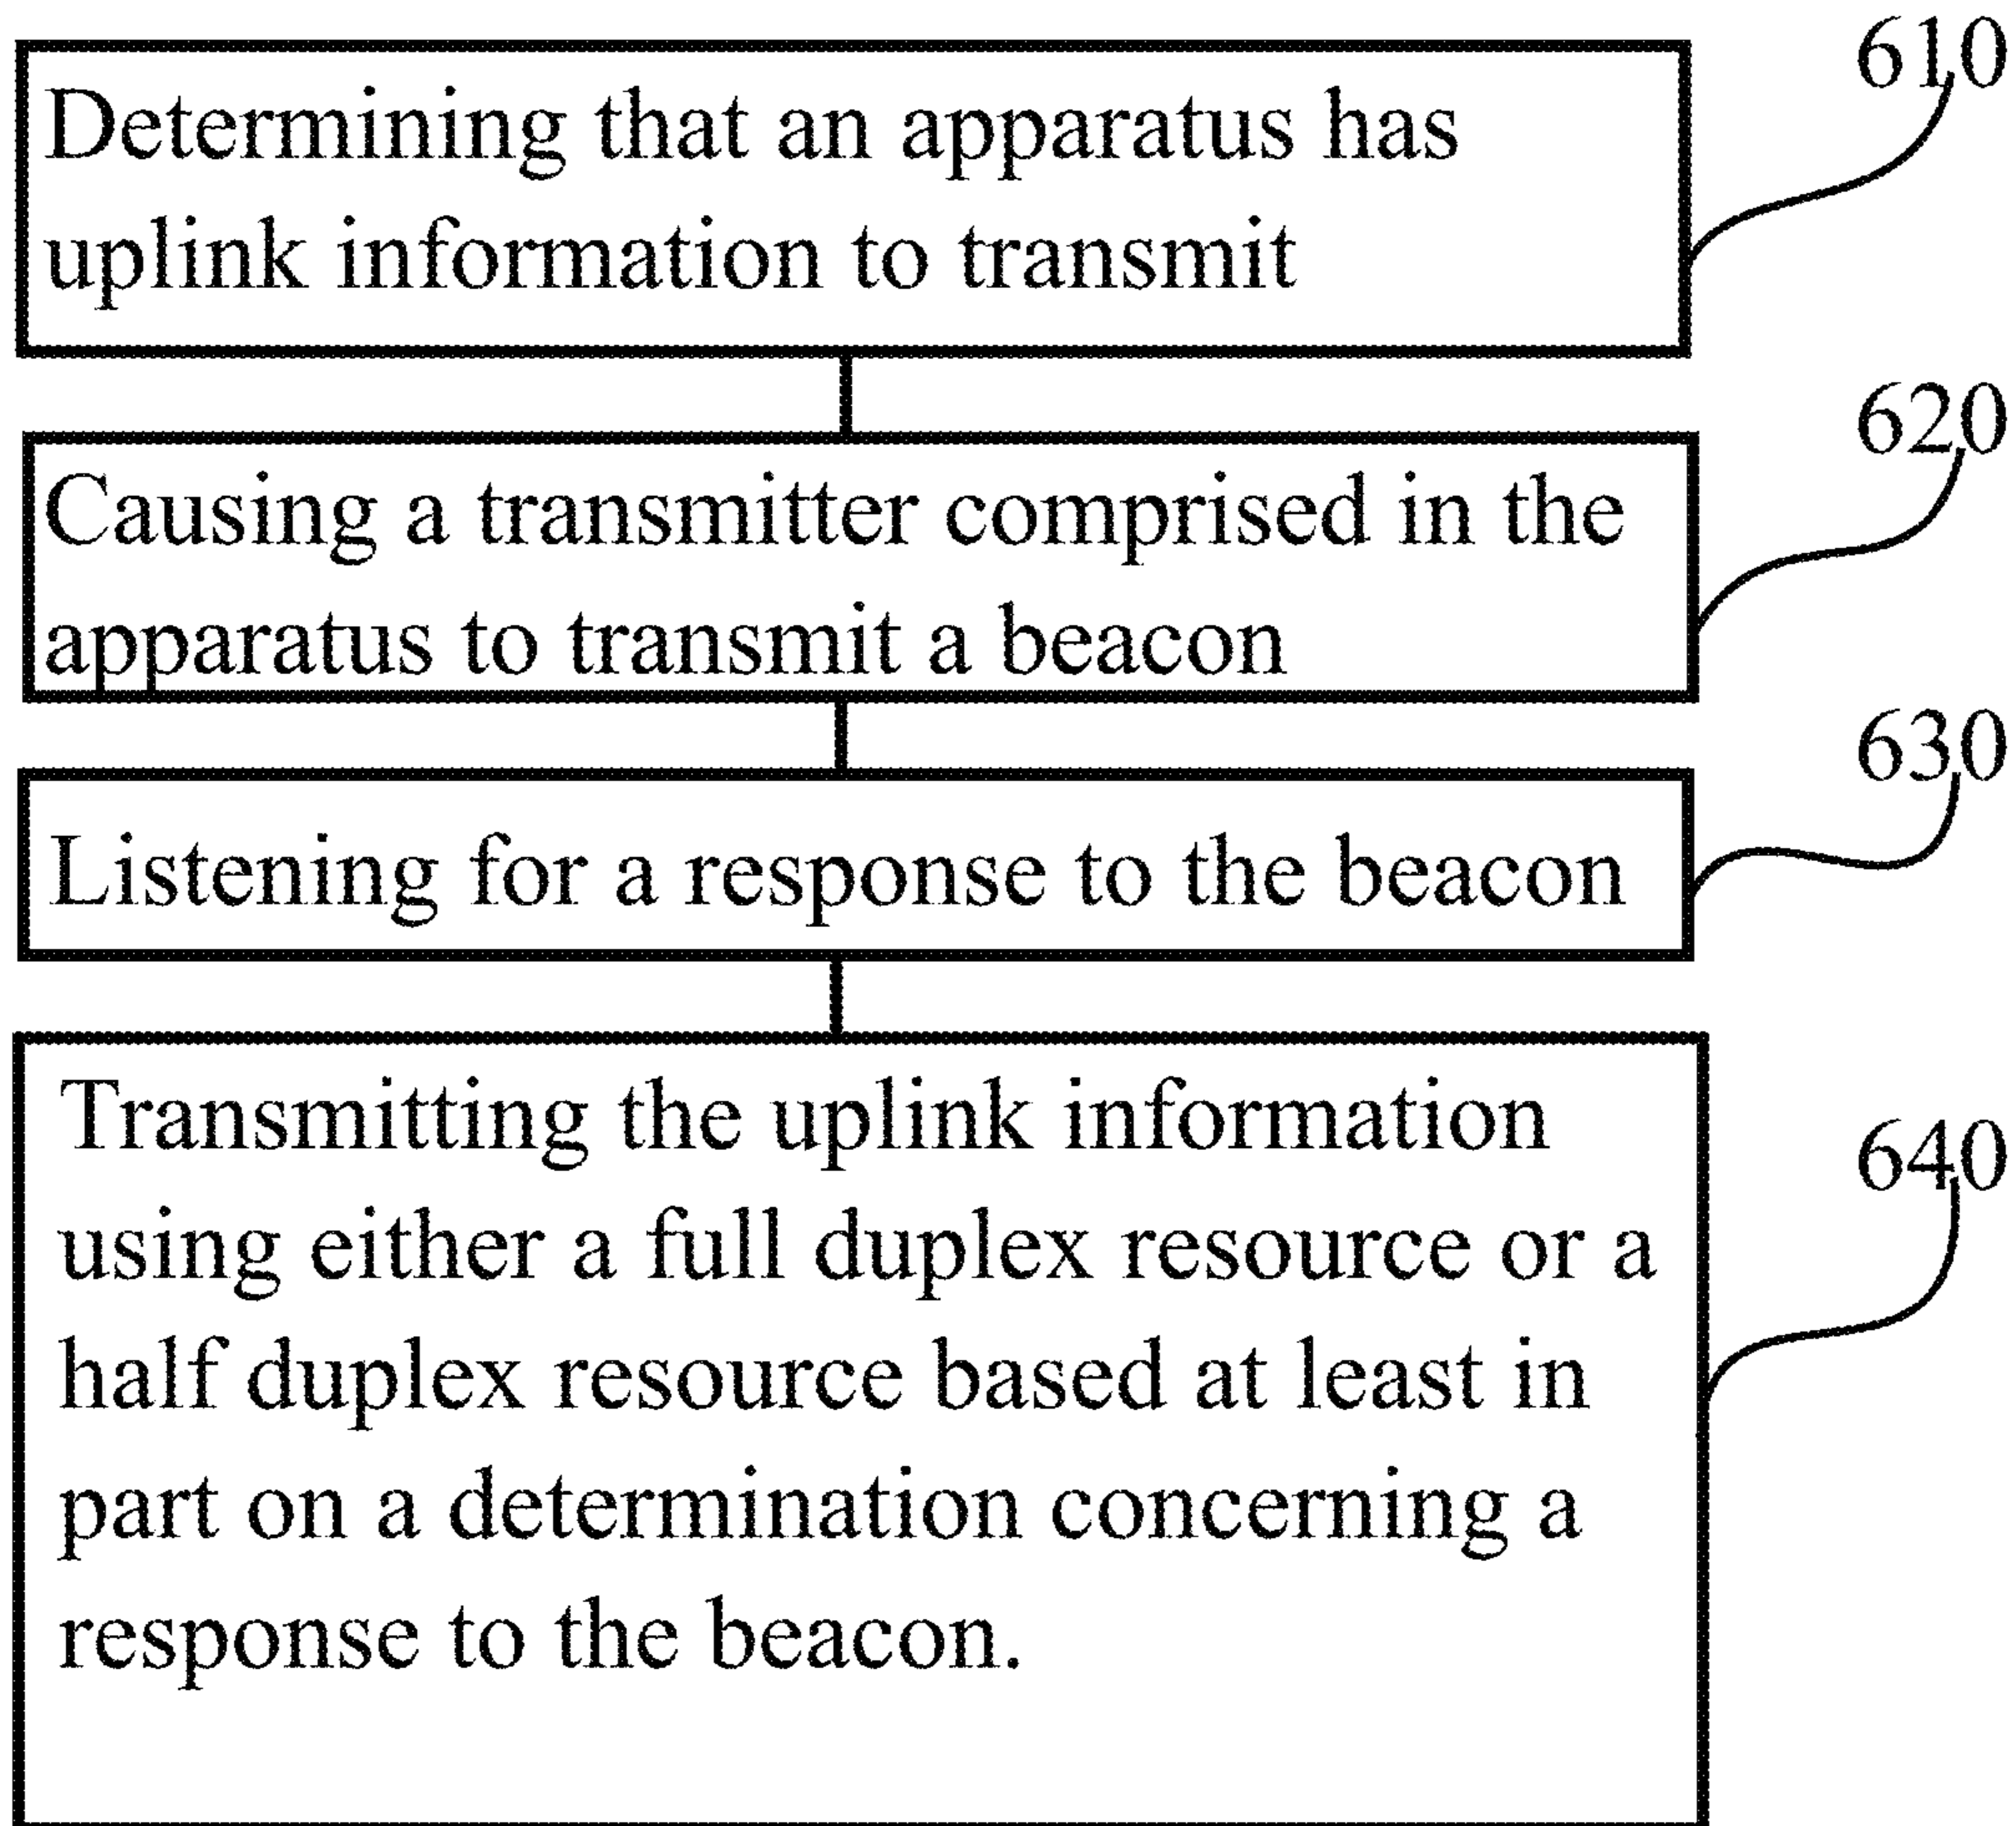 610
Determining that an apparatus has
uplink information to transmit
620
Causing a transmitter comprised in the
apparatus to transmit a beacon
630
Listening for a response to the beacon
640
Transmitting the uplink information
using either a full duplex resource or a
half duplex resource based at least in
part on a determination concerning a
response to the beacon.